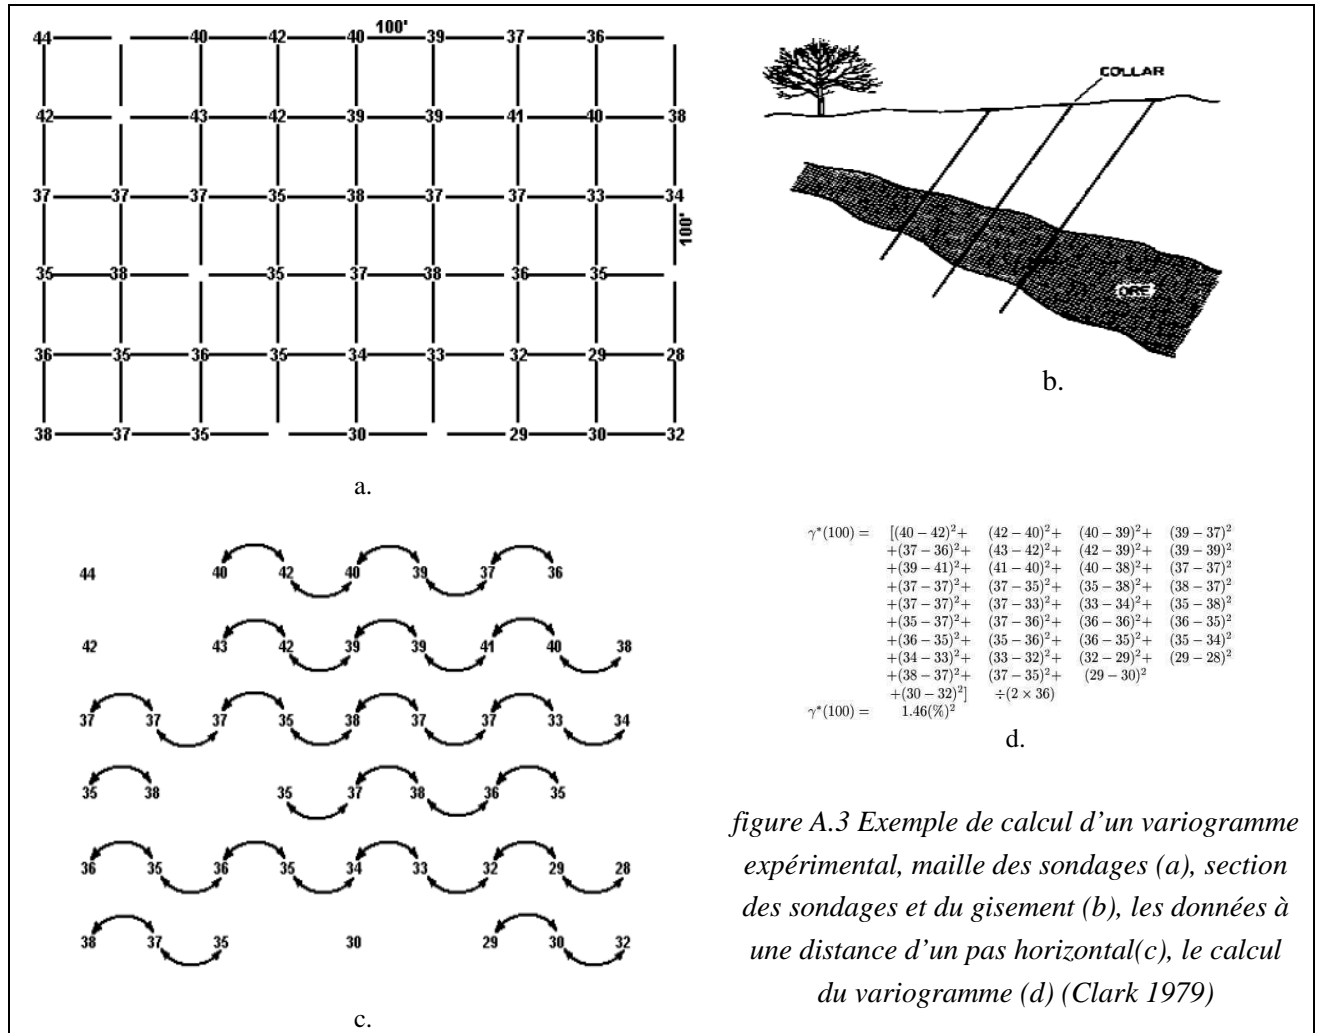 100'
44 40 42 40 39 37 36
42 43 42 39 39 41 40 38
37 37 37 35 38 37 37 33 34
100'
35 38 35 37 38 36 35
36 35 36 35 34 33 32 29 28
38 37 35 30 29 30 32
a.
COLLAR
ORE
b.
44 40 42 40 39 37 36
42 43 42 39 39 41 40 38
37 37 37 35 38 37 37 33 34
35 38 35 37 38 36 35
36 35 36 35 34 33 32 29 28
38 37 35 30 29 30 32
c.
γ*(100) = [(40 − 42)²+ (42 − 40)²+ (40 − 39)²+ (39 − 37)²
+(37 − 36)²+ (43 − 42)²+ (42 − 39)²+ (39 − 39)²
+(39 − 41)²+ (41 − 40)²+ (40 − 38)²+ (37 − 37)²
+(37 − 37)²+ (37 − 35)²+ (35 − 38)²+ (38 − 37)²
+(37 − 37)²+ (37 − 33)²+ (33 − 34)²+ (35 − 38)²
+(35 − 37)²+ (37 − 36)²+ (36 − 36)²+ (36 − 35)²
+(36 − 35)²+ (35 − 36)²+ (36 − 35)²+ (35 − 34)²
+(34 − 33)²+ (33 − 32)²+ (32 − 29)²+ (29 − 28)²
+(38 − 37)²+ (37 − 35)²+ (29 − 30)²
+(30 − 32)²] ÷(2 × 36)
γ*(100) = 1.46(%)²
d.
figure A.3 Exemple de calcul d'un variogramme
expérimental, maille des sondages (a), section
des sondages et du gisement (b), les données à
une distance d'un pas horizontal(c), le calcul
du variogramme (d) (Clark 1979)